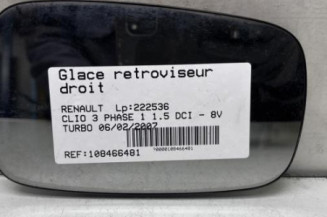 Glace retroviseur
droit
RENAULT Lp:222536
CLIO 3 PHASE 1 1.5 DCI - 8V
TURBO 06/02/2007
REF:108466481